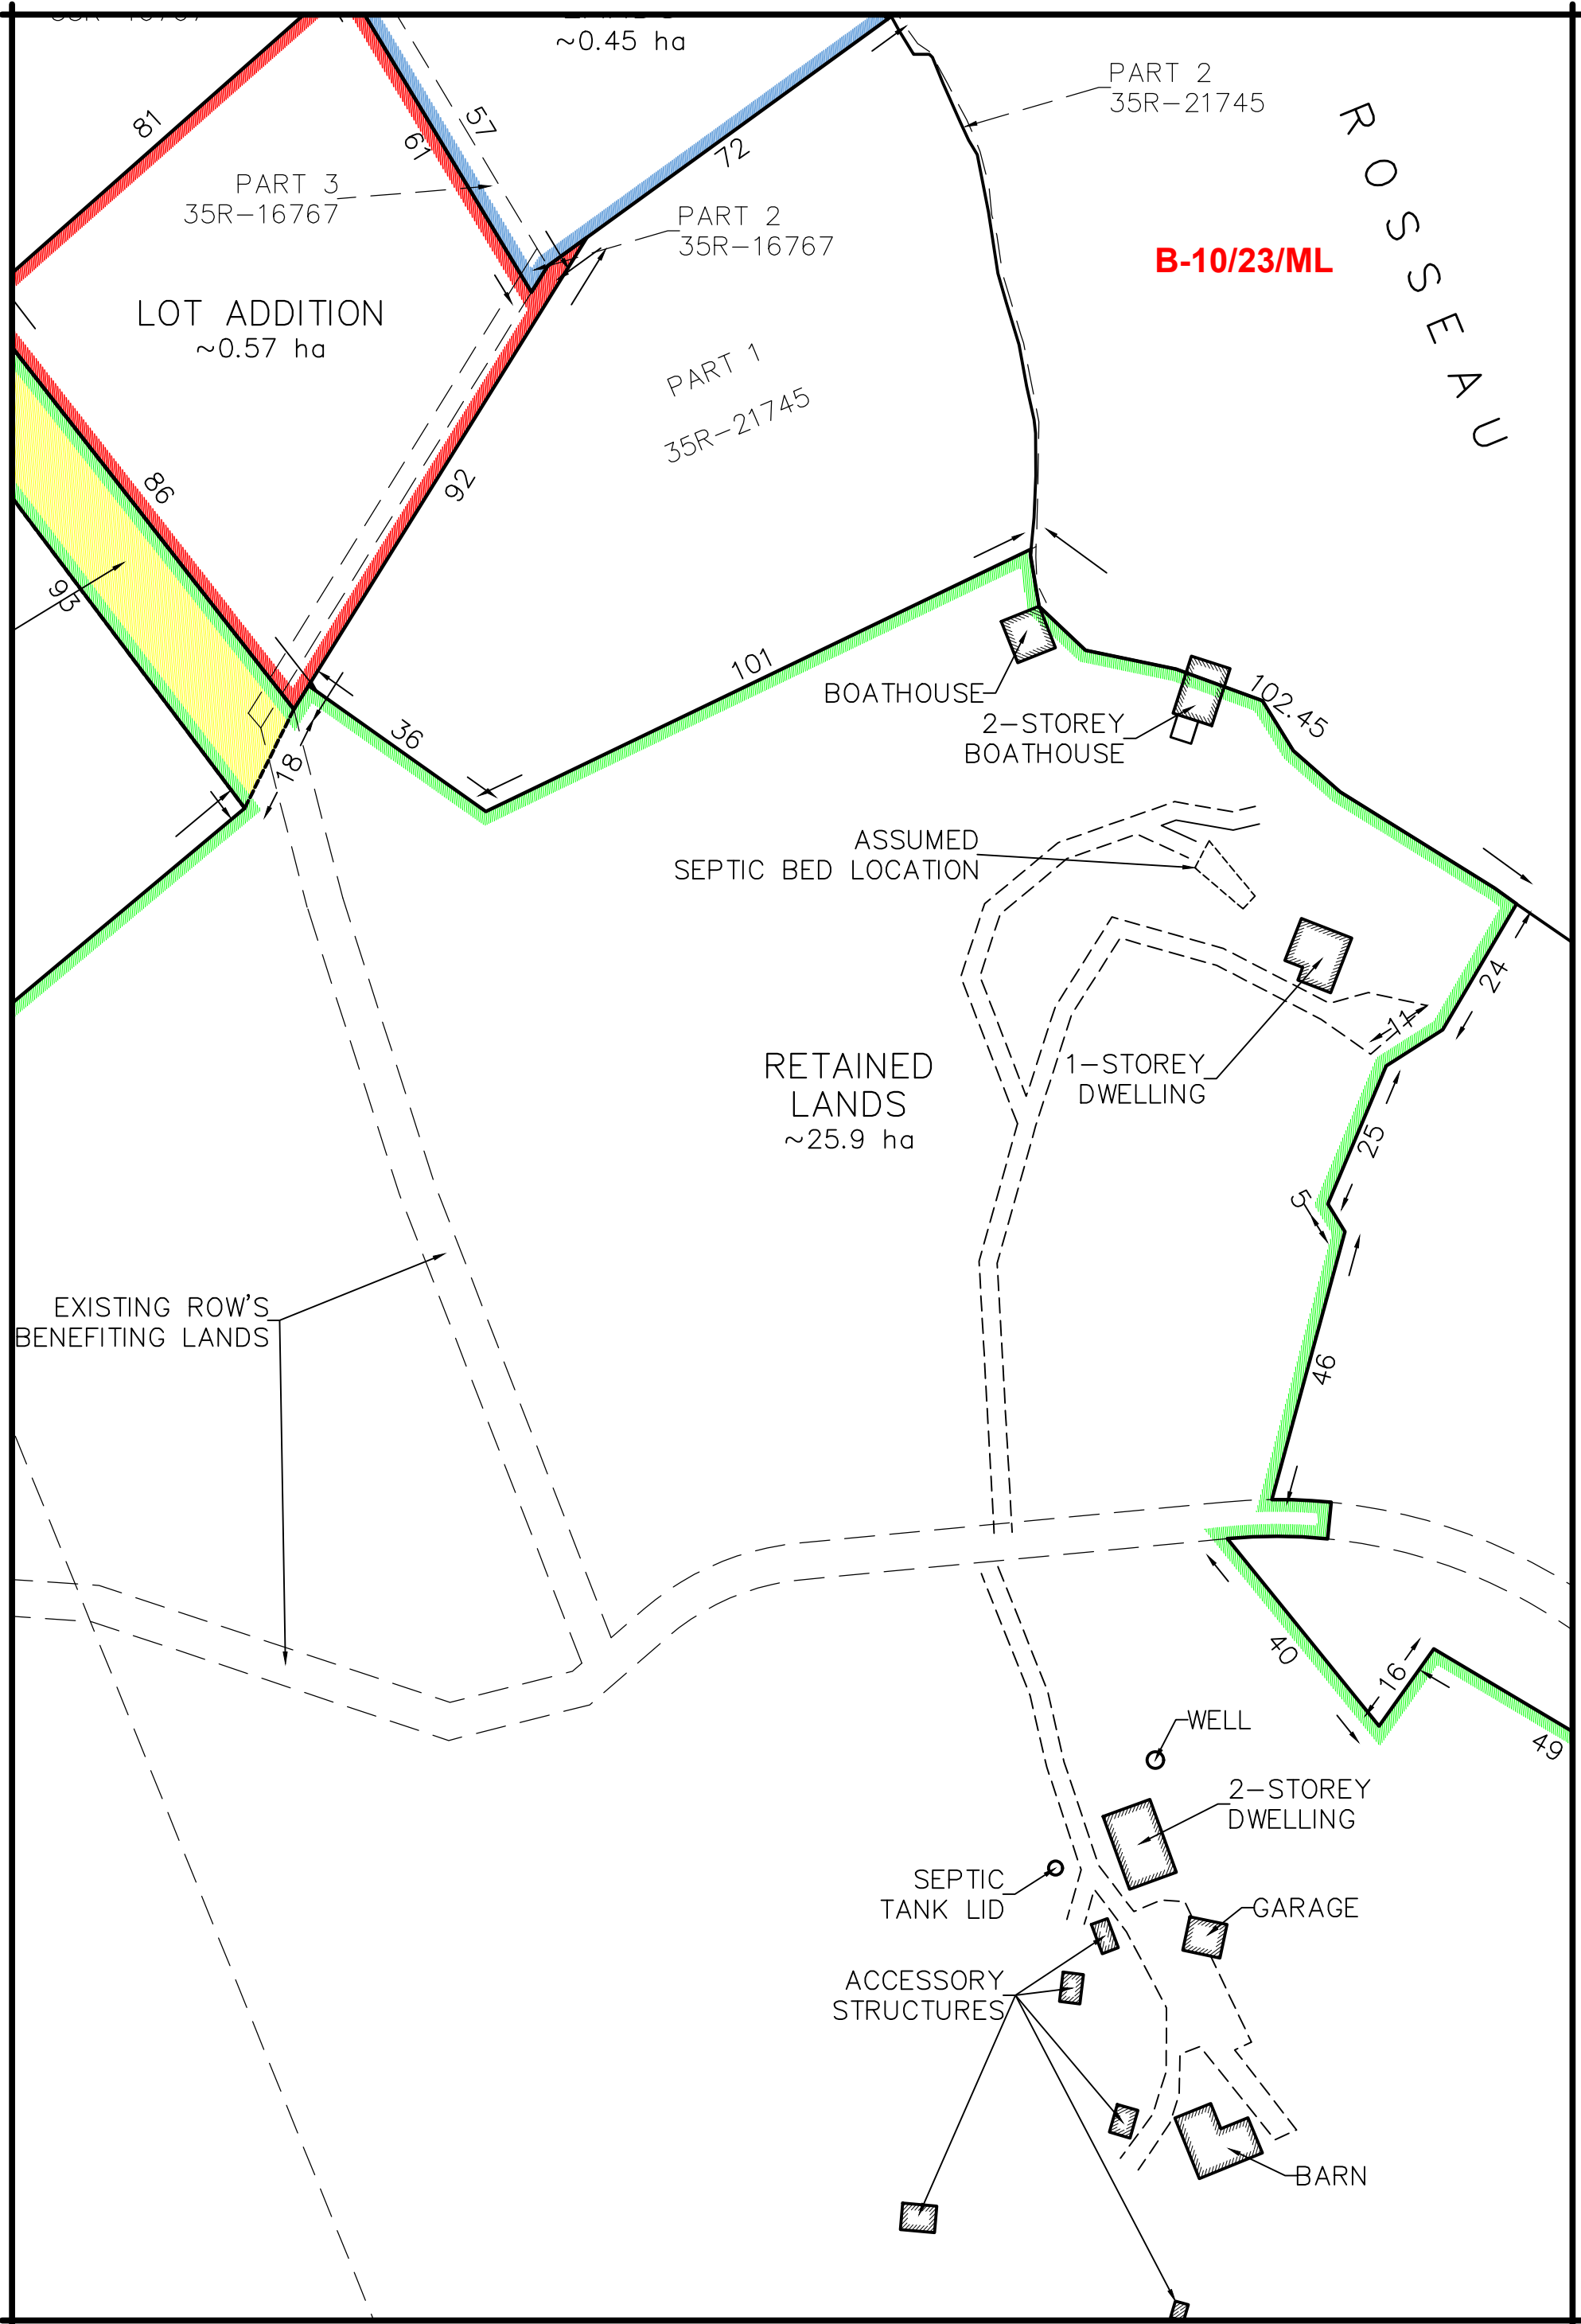 ~0.45 ha
PART 2
35R-21745
ROSSEAU
81
57
61
72
PART 3
35R-16767
PART 2
35R-16767
B-10/23/ML
LOT ADDITION
~0.57 ha
PART 1
35R-21745
86
92
93
101
BOATHOUSE
102.45
36
2-STOREY
BOATHOUSE
18
ASSUMED
SEPTIC BED LOCATION
24
11
RETAINED
LANDS
~25.9 ha
1-STOREY
DWELLING
25
5
EXISTING ROW'S
BENEFITING LANDS
46
40
16
49
WELL
2-STOREY
DWELLING
SEPTIC
TANK LID
GARAGE
ACCESSORY
STRUCTURES
BARN